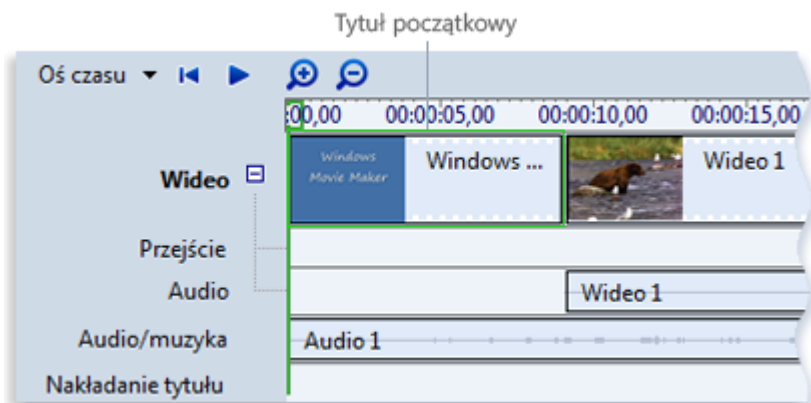 Tytuł początkowy
Oś czasu
:00,00 00:00:05,00 00:00:10,00 00:00:15,00
Wideo
Windows
Movie Maker
Windows ...
Wideo 1
Przejście
Audio
Wideo 1
Audio/muzyka
Audio 1
Nakładanie tytułu